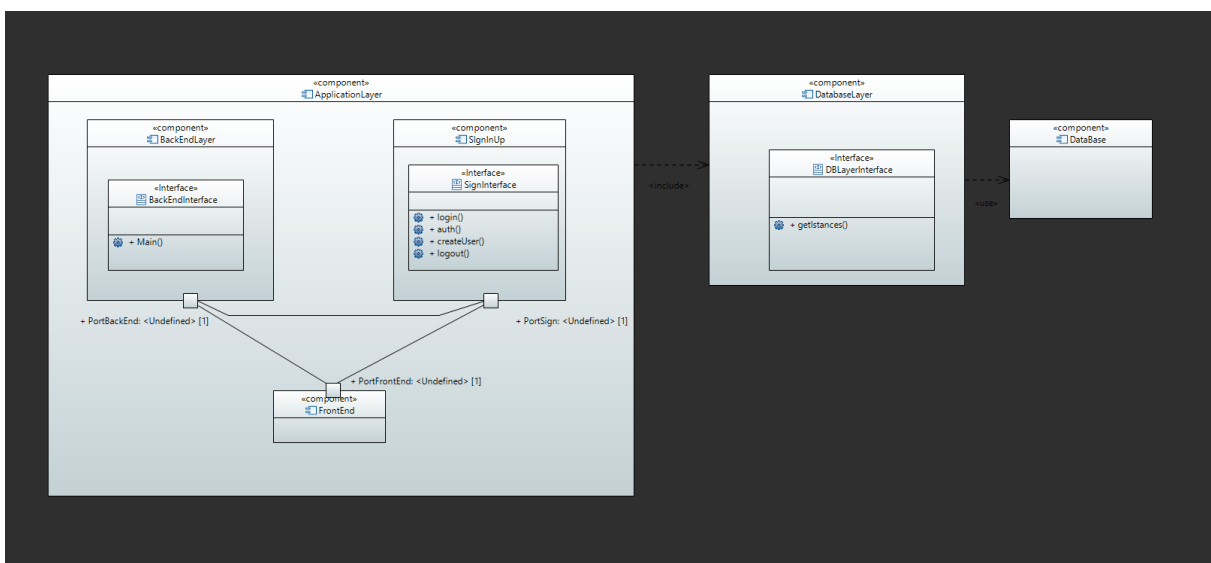 «component»
ApplicationLayer
«component»
BackEndLayer
«Interface»
BackEndInterface
+ Main()
«component»
SIgnInUp
«Interface»
SignInterface
+ login()
+ auth()
+ createUser()
+ logout()
+ PortBackEnd: <Undefined> [1]
+ PortSign: <Undefined> [1]
+ PortFrontEnd: <Undefined> [1]
«component»
FrontEnd
«include»
«component»
DatabaseLayer
«Interface»
DBLayerInterface
+ getIstances()
«use»
«component»
DataBase